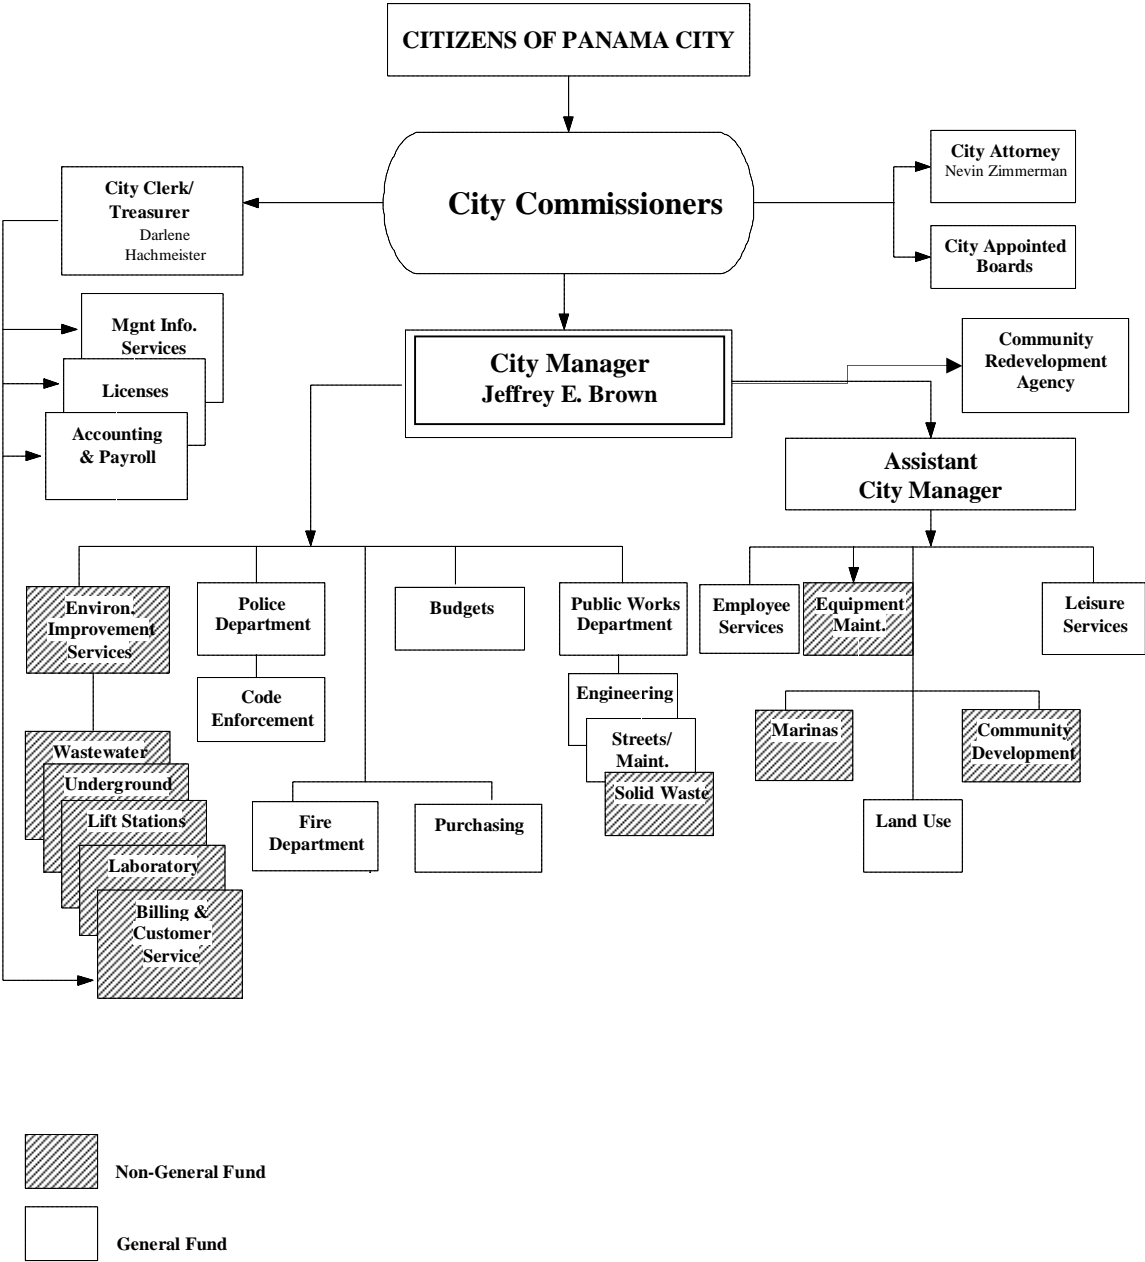 CITIZENS OF PANAMA CITY
City Attorney
Nevin Zimmerman
City Clerk/
Treasurer
Darlene
Hachmeister
City Commissioners
City Appointed
Boards
Mgnt Info.
Services
Licenses
Accounting
& Payroll
City Manager
Jeffrey E. Brown
Community
Redevelopment
Agency
Assistant
City Manager
Environ.
Improvement
Services
Police
Department
Budgets
Public Works
Department
Employee
Services
Equipment
Maint.
Leisure
Services
Code
Enforcement
Engineering
Streets/
Maint.
Solid Waste
Marinas
Community
Development
Wastewater
Underground
Lift Stations
Laboratory
Billing &
Customer
Service
Fire
Department
Purchasing
Land Use
Non-General Fund
General Fund